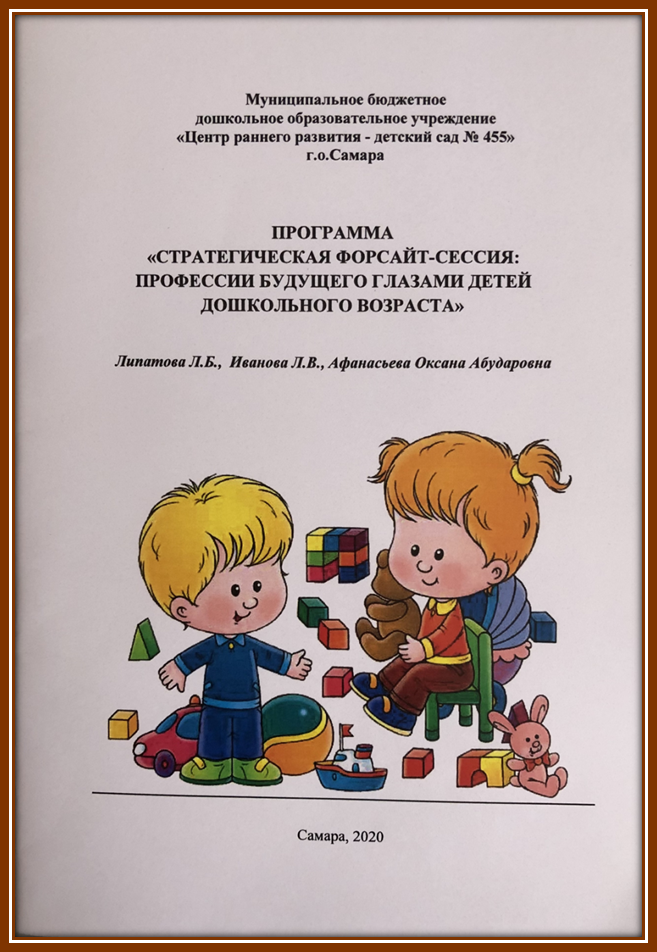 Муниципальное бюджетное
дошкольное образовательное учреждение
«Центр раннего развития - детский сад № 455»
г.о.Самара
ПРОГРАММА
«СТРАТЕГИЧЕСКАЯ ФОРСАЙТ-СЕССИЯ:
ПРОФЕССИИ БУДУЩЕГО ГЛАЗАМИ ДЕТЕЙ
ДОШКОЛЬНОГО ВОЗРАСТА»
Липатова Л.Б., Иванова Л.В., Афанасьева Оксана Абударовна
Самара, 2020